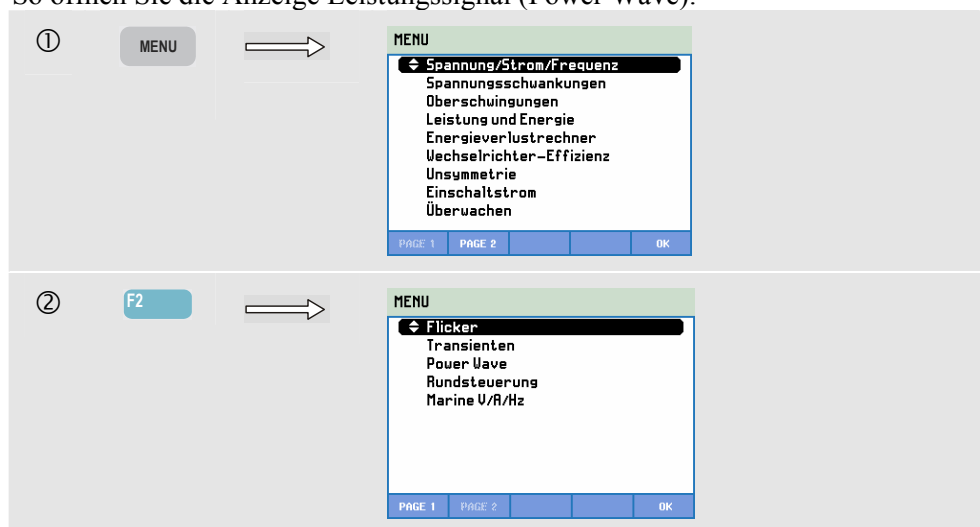 So öffnen Sie die Anzeige Leistungssignal (Power Wave):
① MENU
MENU
Spannung/Strom/Frequenz
Spannungsschwankungen
Oberschwingungen
Leistung und Energie
Energieverlustrechner
Wechselrichter-Effizienz
Unsymmetrie
Einschaltstrom
Überwachen
PAGE 1 PAGE 2 OK
② F2
MENU
Flicker
Transienten
Power Wave
Rundsteuerung
Marine V/A/Hz
PAGE 1 PAGE 2 OK